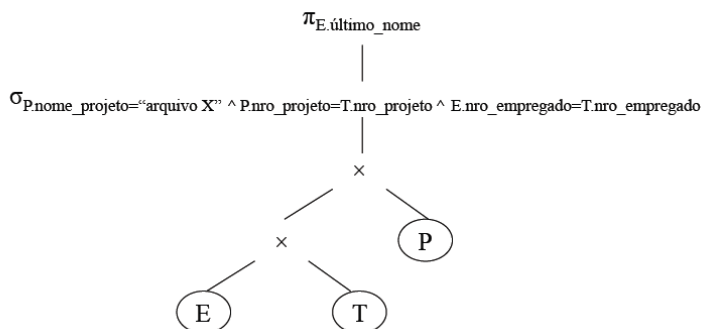 πE.último_nome
σP.nome_projeto=“arquivo X” ^ P.nro_projeto=T.nro_projeto ^ E.nro_empregado=T.nro_empregado
×
×
P
E
T